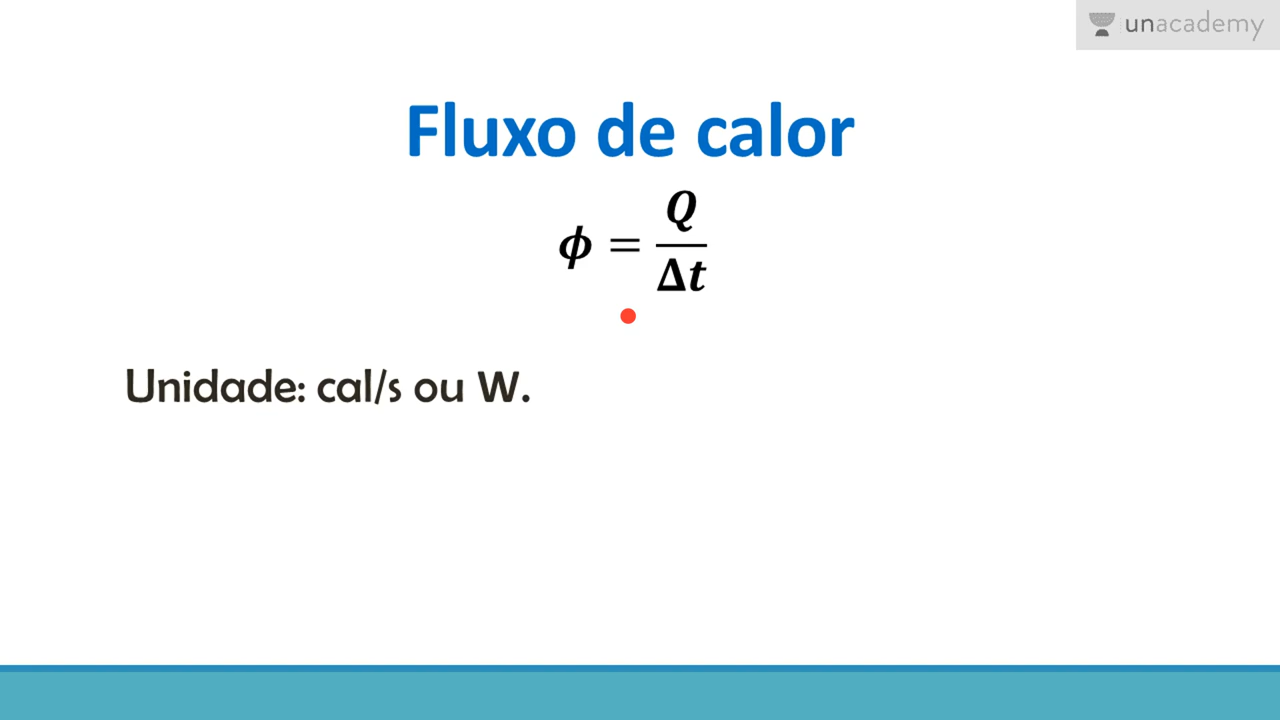 unacademy
Fluxo de calor
ϕ = Q/Δt
Unidade: cal/s ou W.